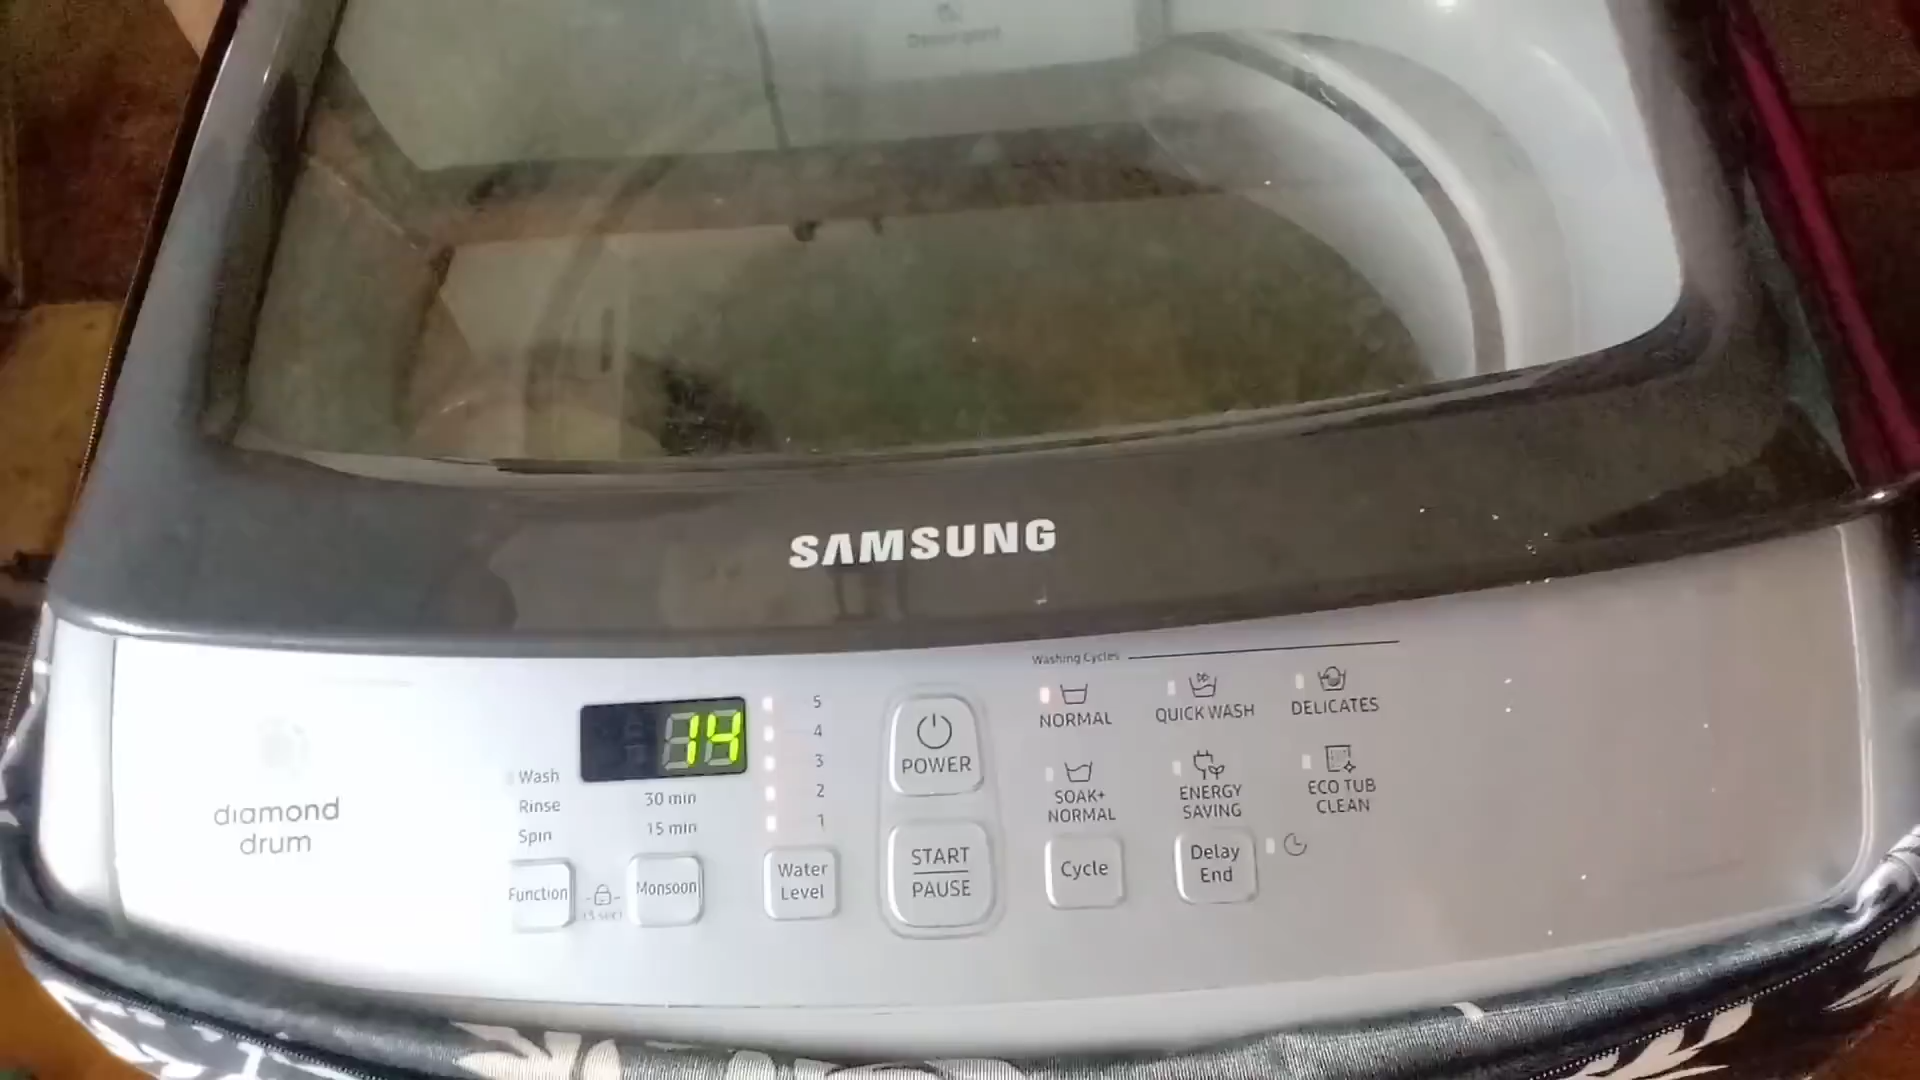 SAMSUNG
diamond
drum
Wash
Rinse
Spin
14
30 min
15 min
5
4
3
2
1
Function
(3 sec)
Monsoon
Water
Level
POWER
START
PAUSE
Washing Cycles
NORMAL
QUICK WASH
DELICATES
SOAK+
NORMAL
ENERGY
SAVING
ECO TUB
CLEAN
Cycle
Delay
End